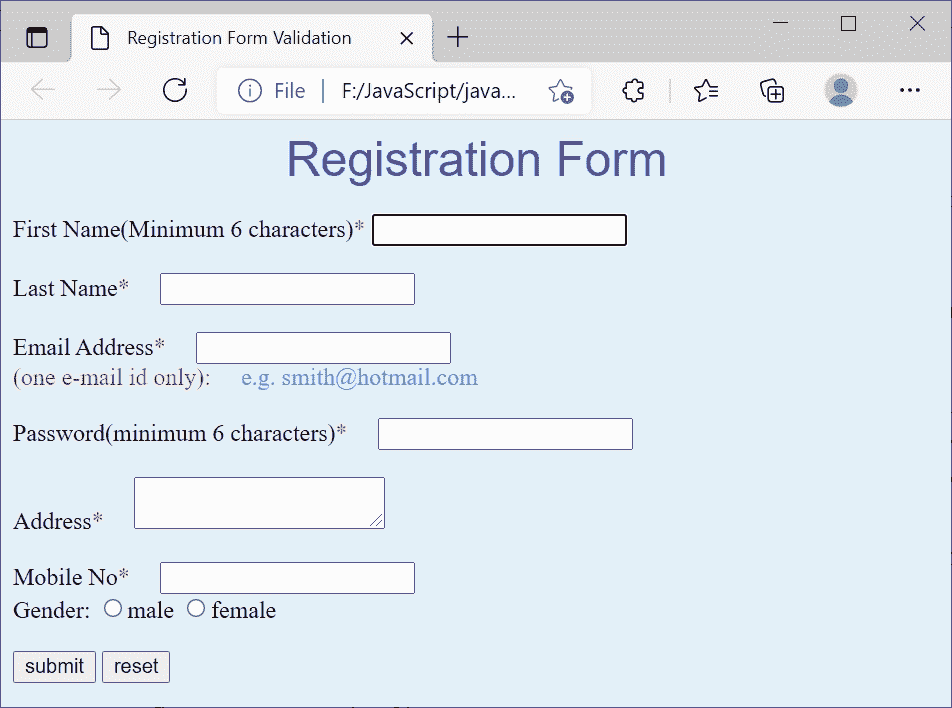 Registration Form Validation
File F:/JavaScript/java...
Registration Form
First Name(Minimum 6 characters)*
Last Name*
Email Address*
(one e-mail id only): e.g. smith@hotmail.com
Password(minimum 6 characters)*
Address*
Mobile No*
Gender: male female
submit reset